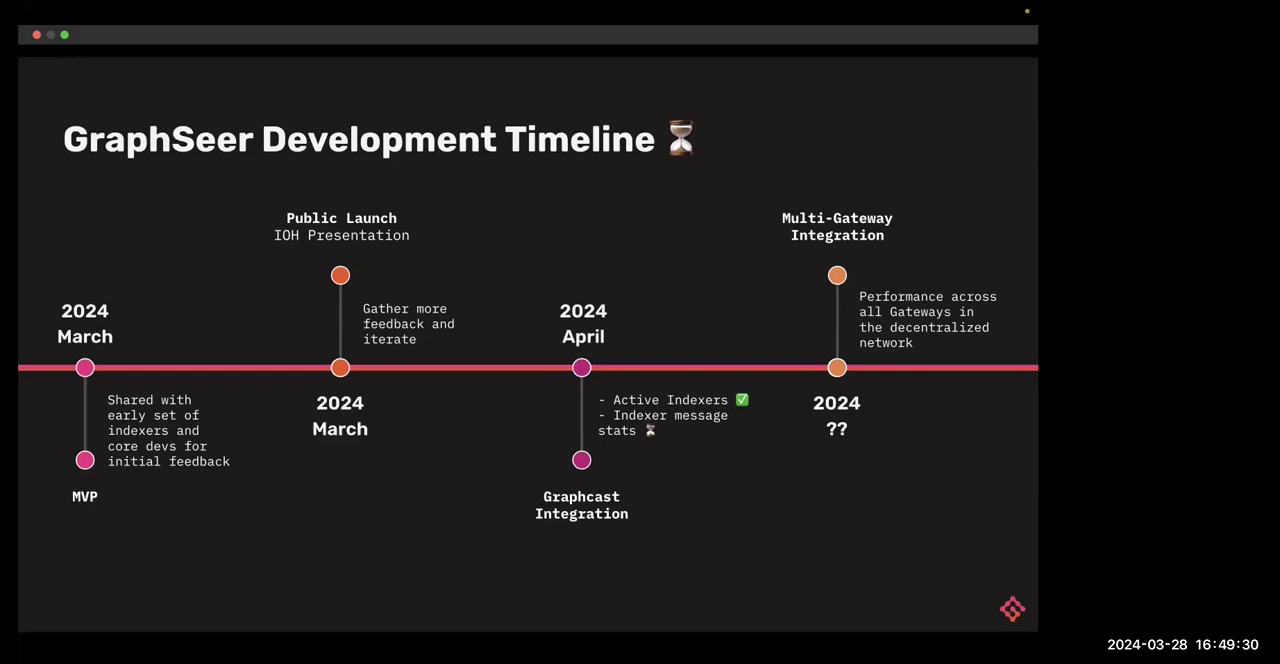 GraphSeer Development Timeline ⏳
2024
March
Shared with
early set of
indexers and
core devs for
initial feedback
MVP
Public Launch
IOH Presentation
Gather more
feedback and
iterate
2024
March
2024
April
- Active Indexers ✅
- Indexer message
stats ⏳
Graphcast
Integration
Multi-Gateway
Integration
Performance across
all Gateways in
the decentralized
network
2024
??
2024-03-28 16:49:30